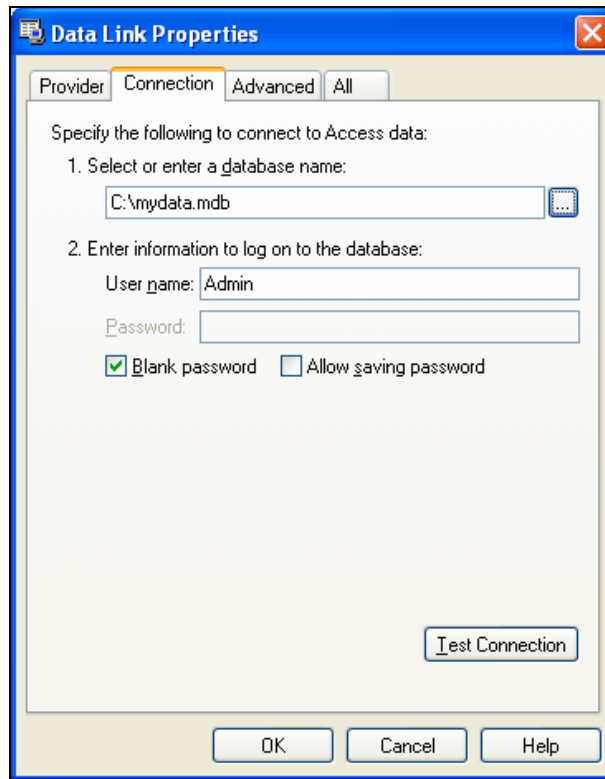 Data Link Properties
Provider Connection Advanced All
Specify the following to connect to Access data:
1. Select or enter a database name:
C:\mydata.mdb ...
2. Enter information to log on to the database:
User name: Admin
Password:
Blank password Allow saving password
Test Connection
OK Cancel Help